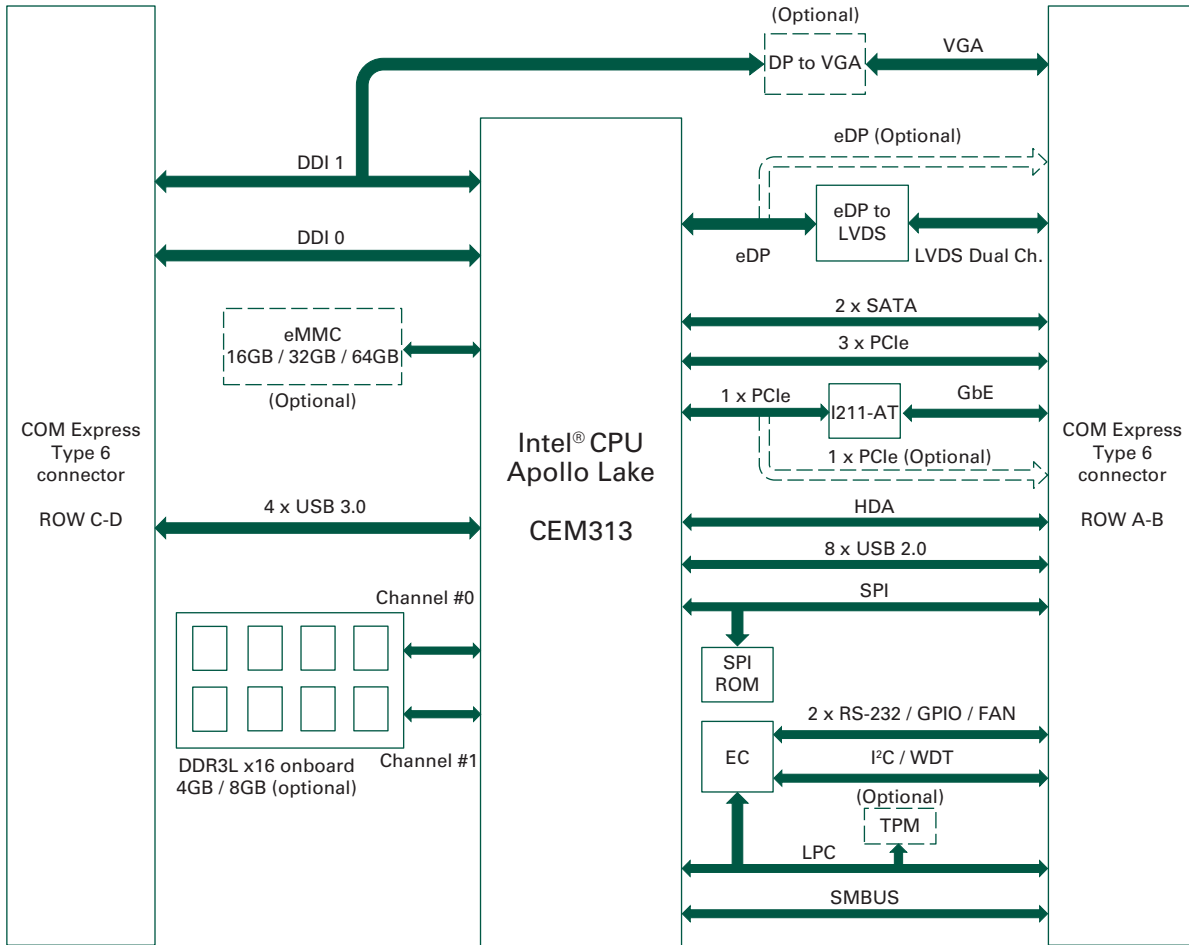 (Optional)
DP to VGA
VGA
DDI 1
eDP (Optional)
eDP to
LVDS
eDP
LVDS Dual Ch.
DDI 0
2 x SATA
eMMC
16GB / 32GB / 64GB
(Optional)
3 x PCIe
1 x PCIe
I211-AT
GbE
1 x PCIe (Optional)
COM Express
Type 6
connector
ROW C-D
Intel® CPU
Apollo Lake
CEM313
COM Express
Type 6
connector
ROW A-B
4 x USB 3.0
HDA
8 x USB 2.0
SPI
SPI
ROM
Channel #0
Channel #1
DDR3L x16 onboard
4GB / 8GB (optional)
2 x RS-232 / GPIO / FAN
EC
I²C / WDT
(Optional)
TPM
LPC
SMBUS